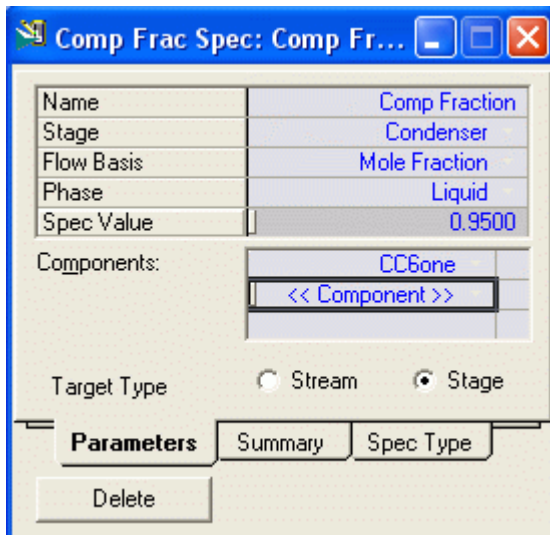 Comp Frac Spec: Comp Fr...
Name Comp Fraction
Stage Condenser
Flow Basis Mole Fraction
Phase Liquid
Spec Value 0.9500
Components: CC6one
<< Component >>
Target Type Stream Stage
Parameters Summary Spec Type
Delete